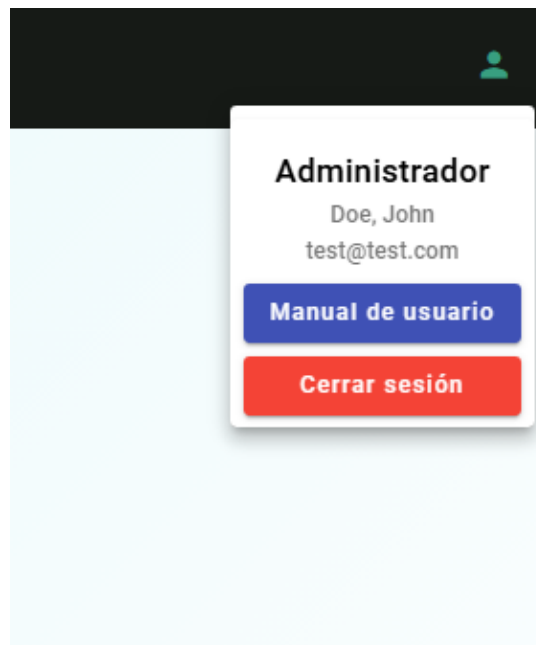 Administrador
Doe, John
test@test.com
Manual de usuario
Cerrar sesión